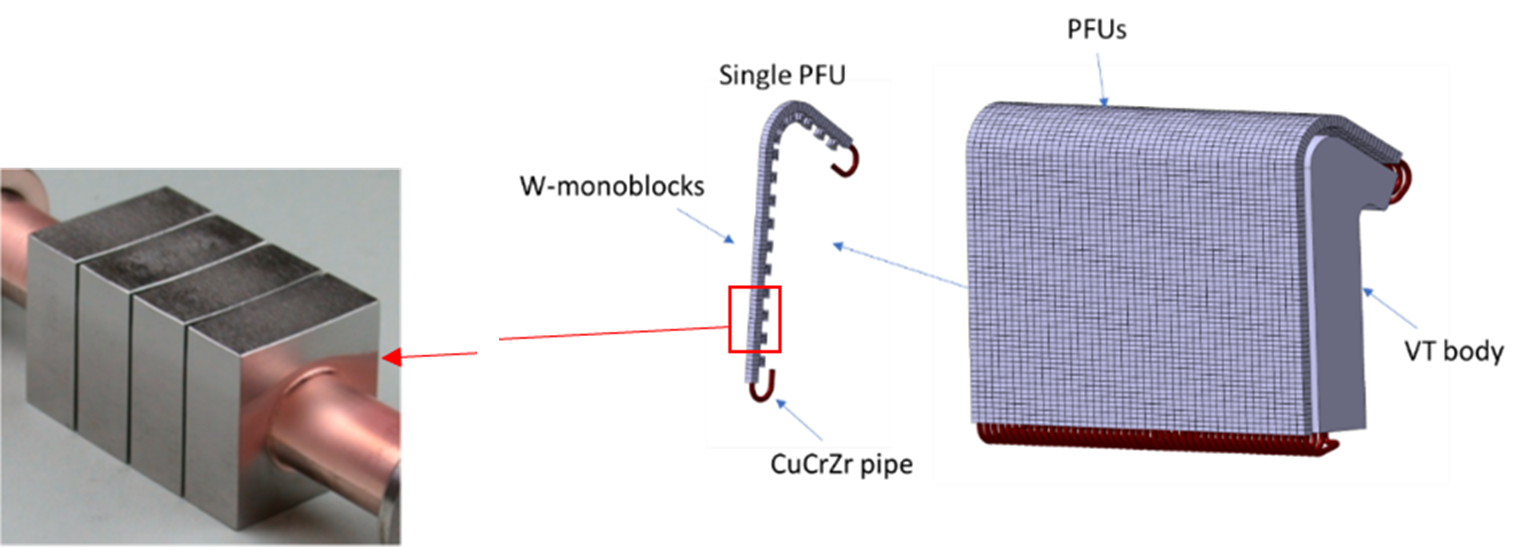 PFUs
Single PFU
W-monoblocks
VT body
CuCrZr pipe